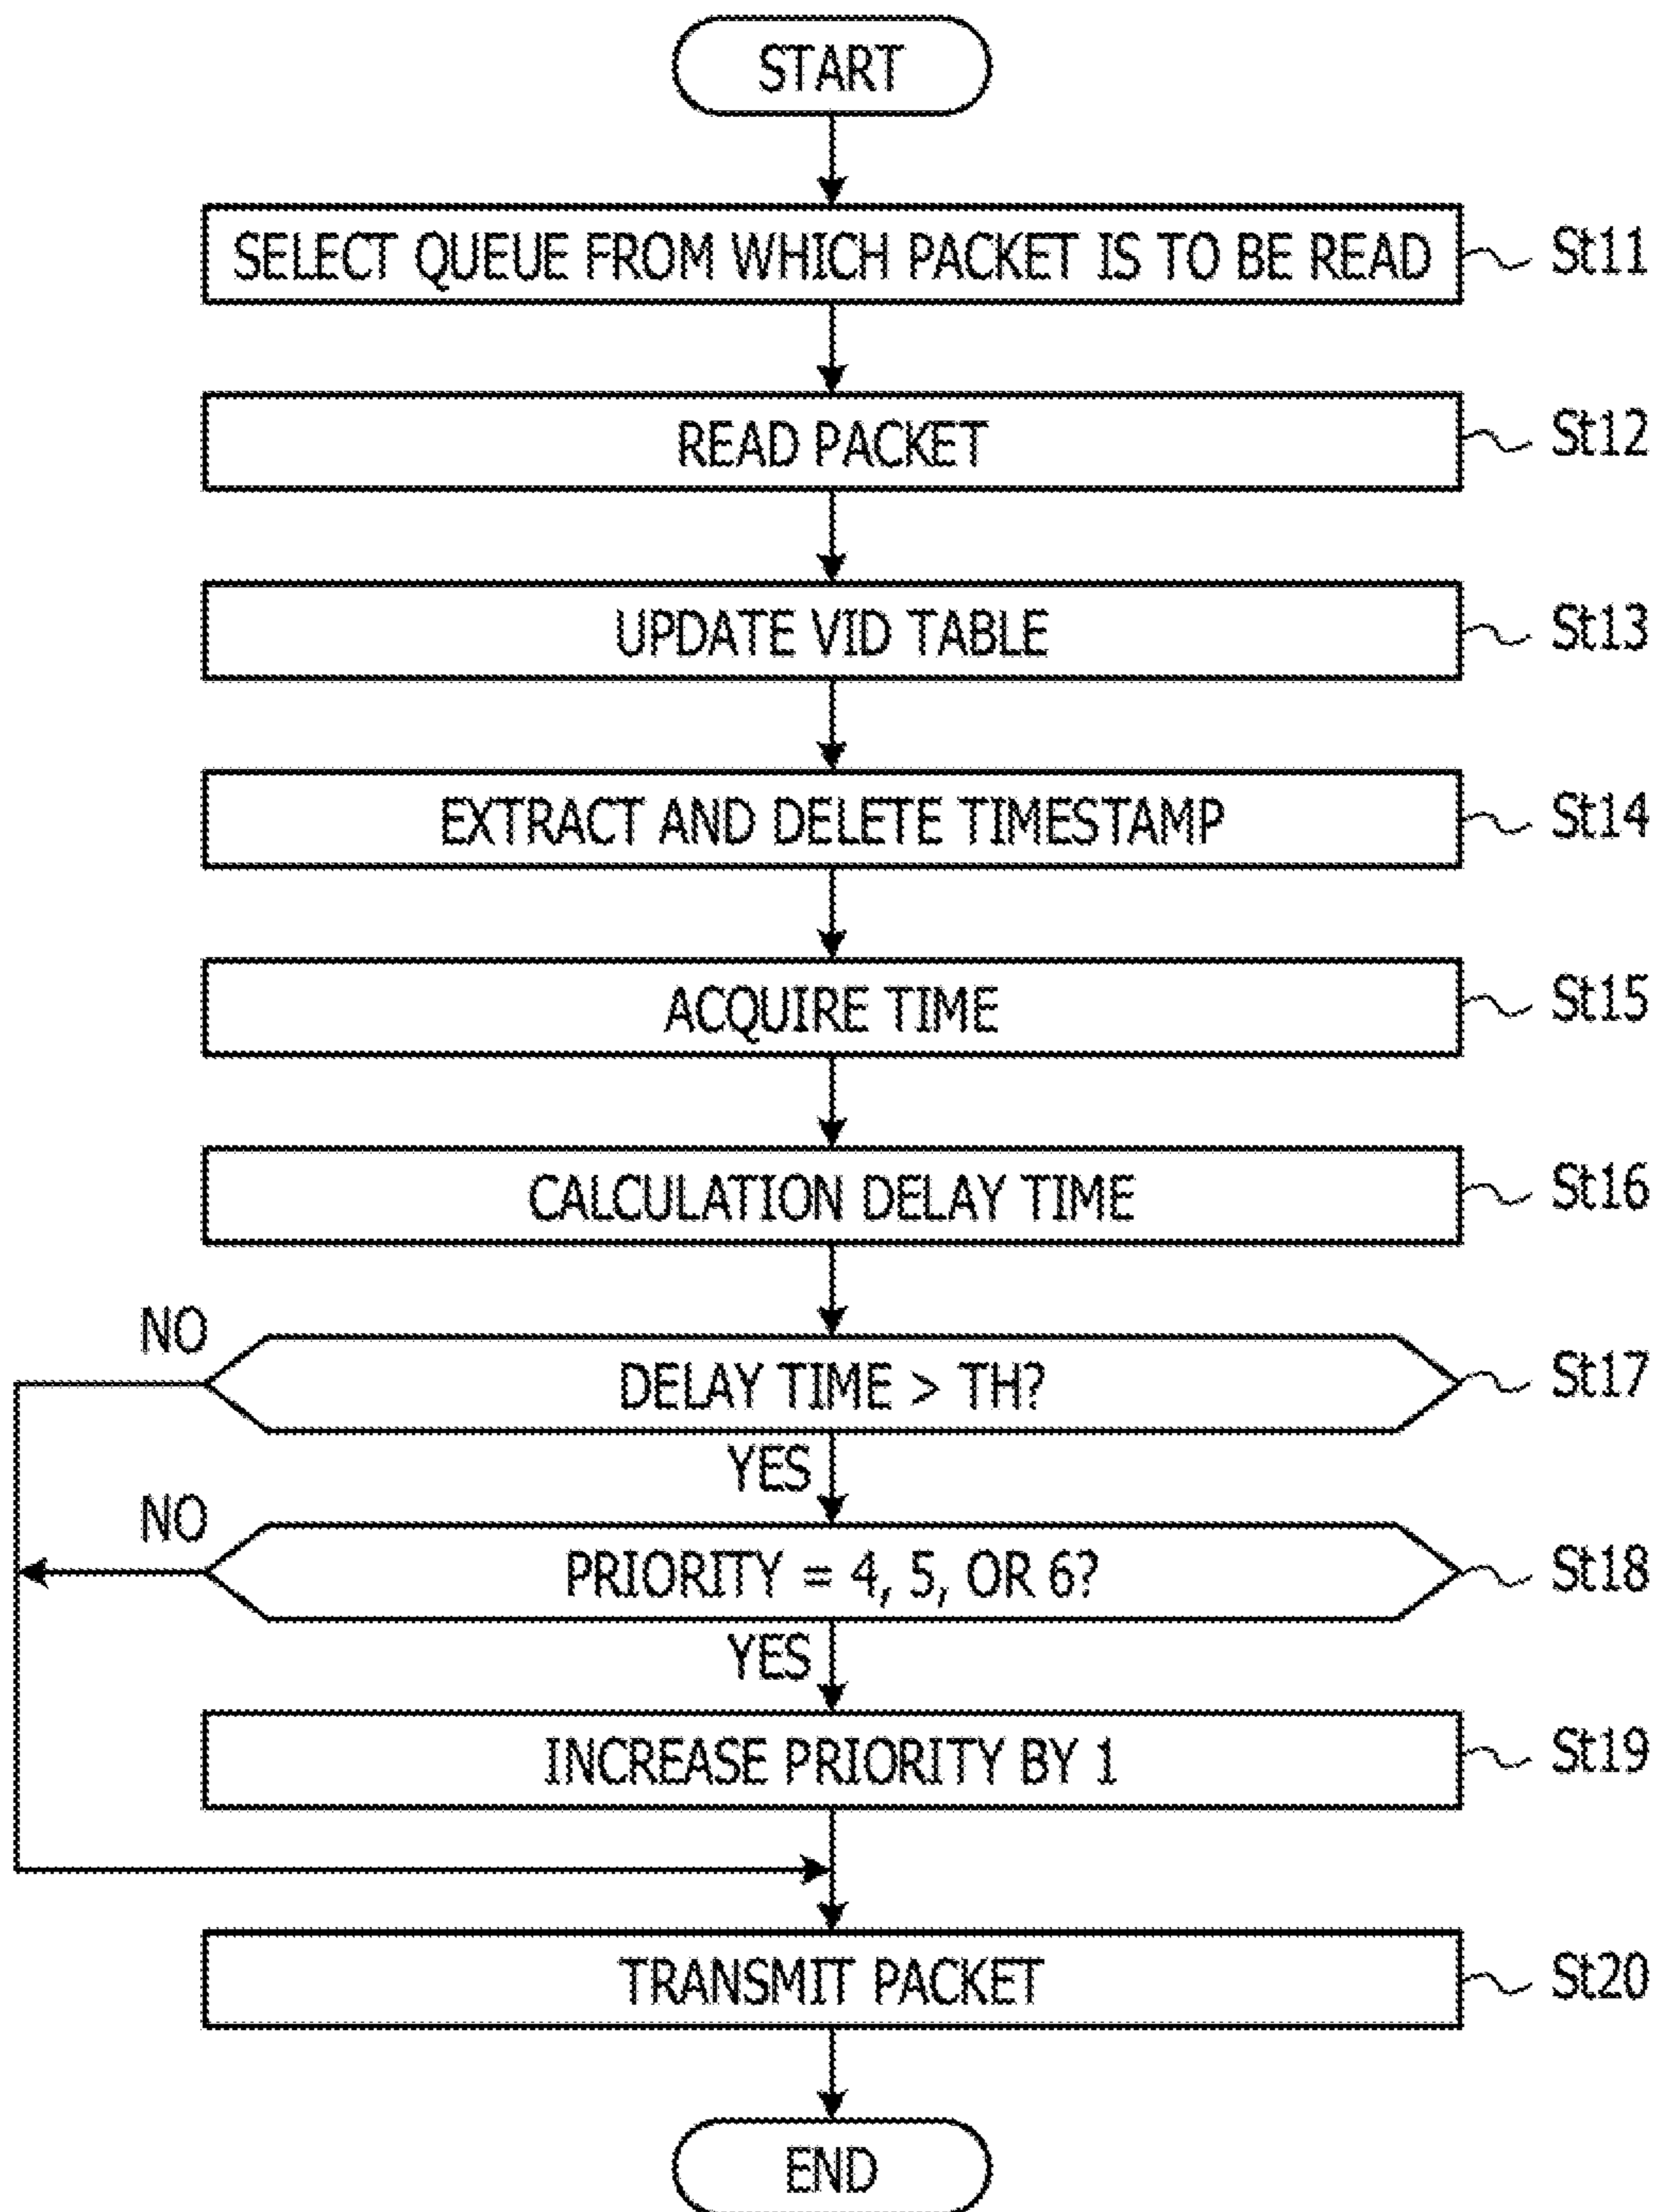 START
SELECT QUEUE FROM WHICH PACKET IS TO BE READ St11
READ PACKET St12
UPDATE VID TABLE St13
EXTRACT AND DELETE TIMESTAMP St14
ACQUIRE TIME St15
CALCULATION DELAY TIME St16
NO
DELAY TIME > TH? St17
YES
NO
PRIORITY = 4, 5, OR 6? St18
YES
INCREASE PRIORITY BY 1 St19
TRANSMIT PACKET St20
END